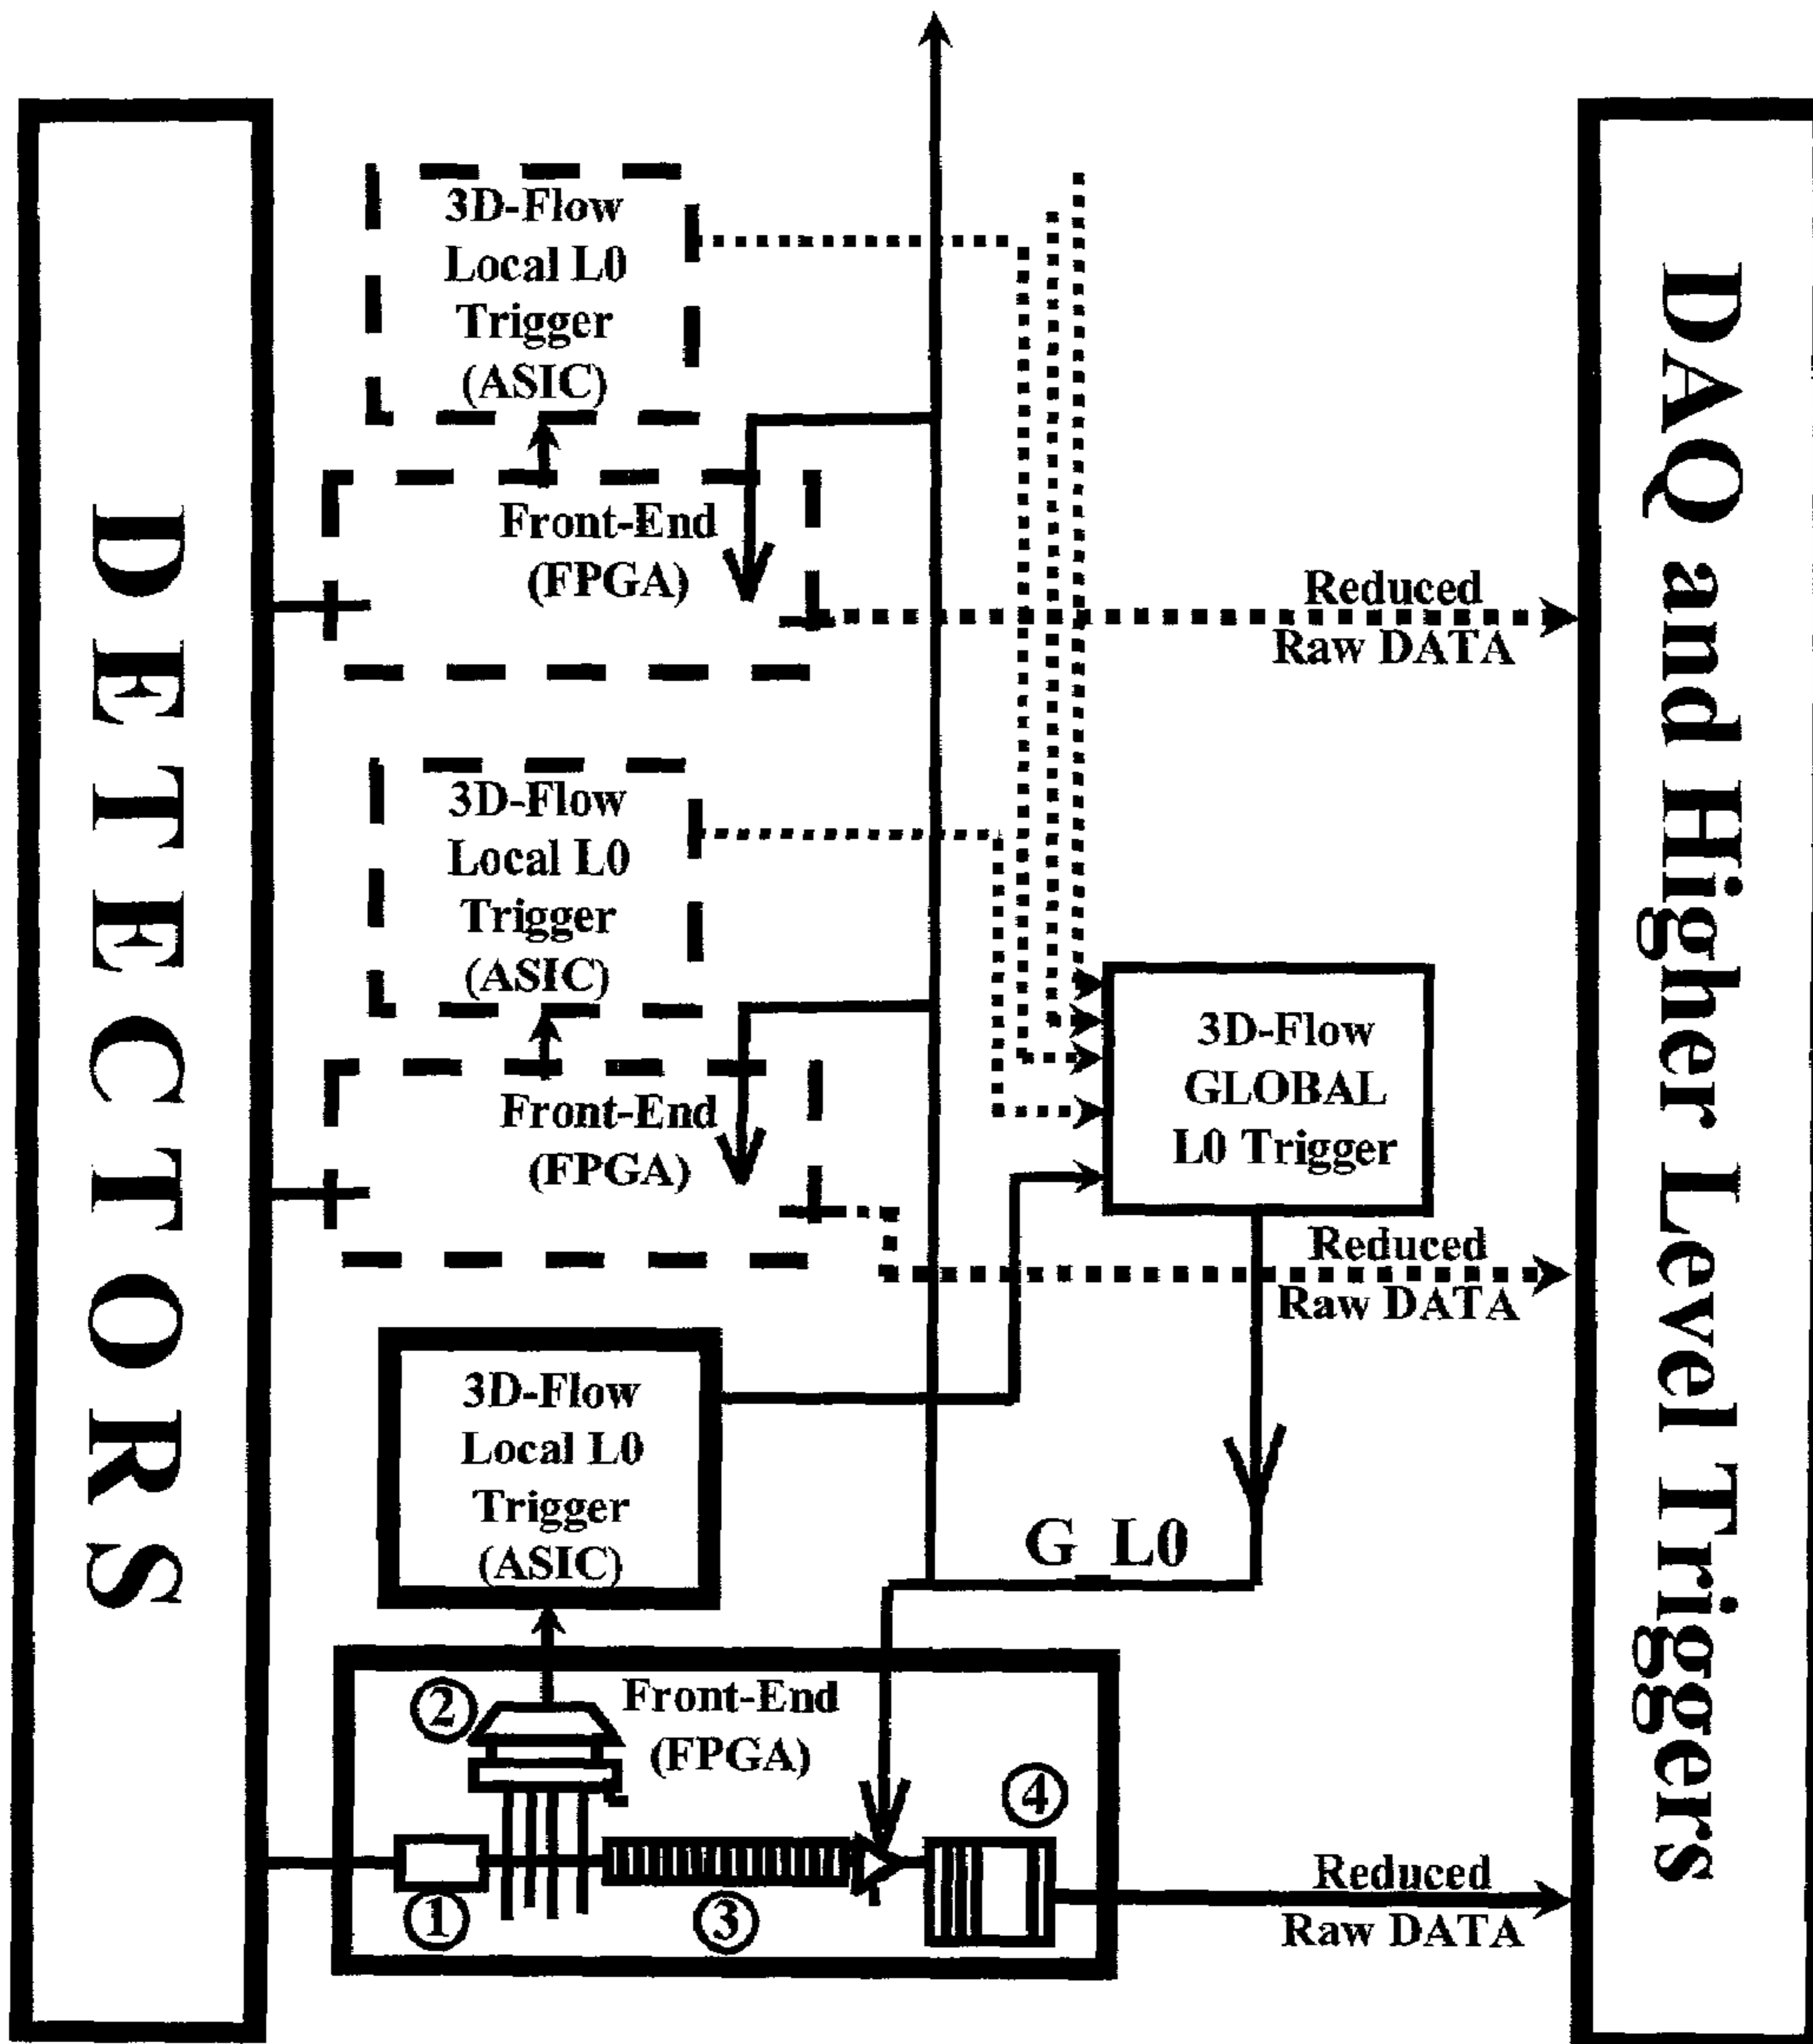 DETECTORS
3D-Flow
Local L0
Trigger
(ASIC)
Front-End
(FPGA)
Reduced
Raw DATA
3D-Flow
Local L0
Trigger
(ASIC)
Front-End
(FPGA)
3D-Flow
GLOBAL
L0 Trigger
Reduced
Raw DATA
3D-Flow
Local L0
Trigger
(ASIC)
G_L0
Front-End
(FPGA)
①
②
③
④
Reduced
Raw DATA
DAQ and Higher Level Triggers